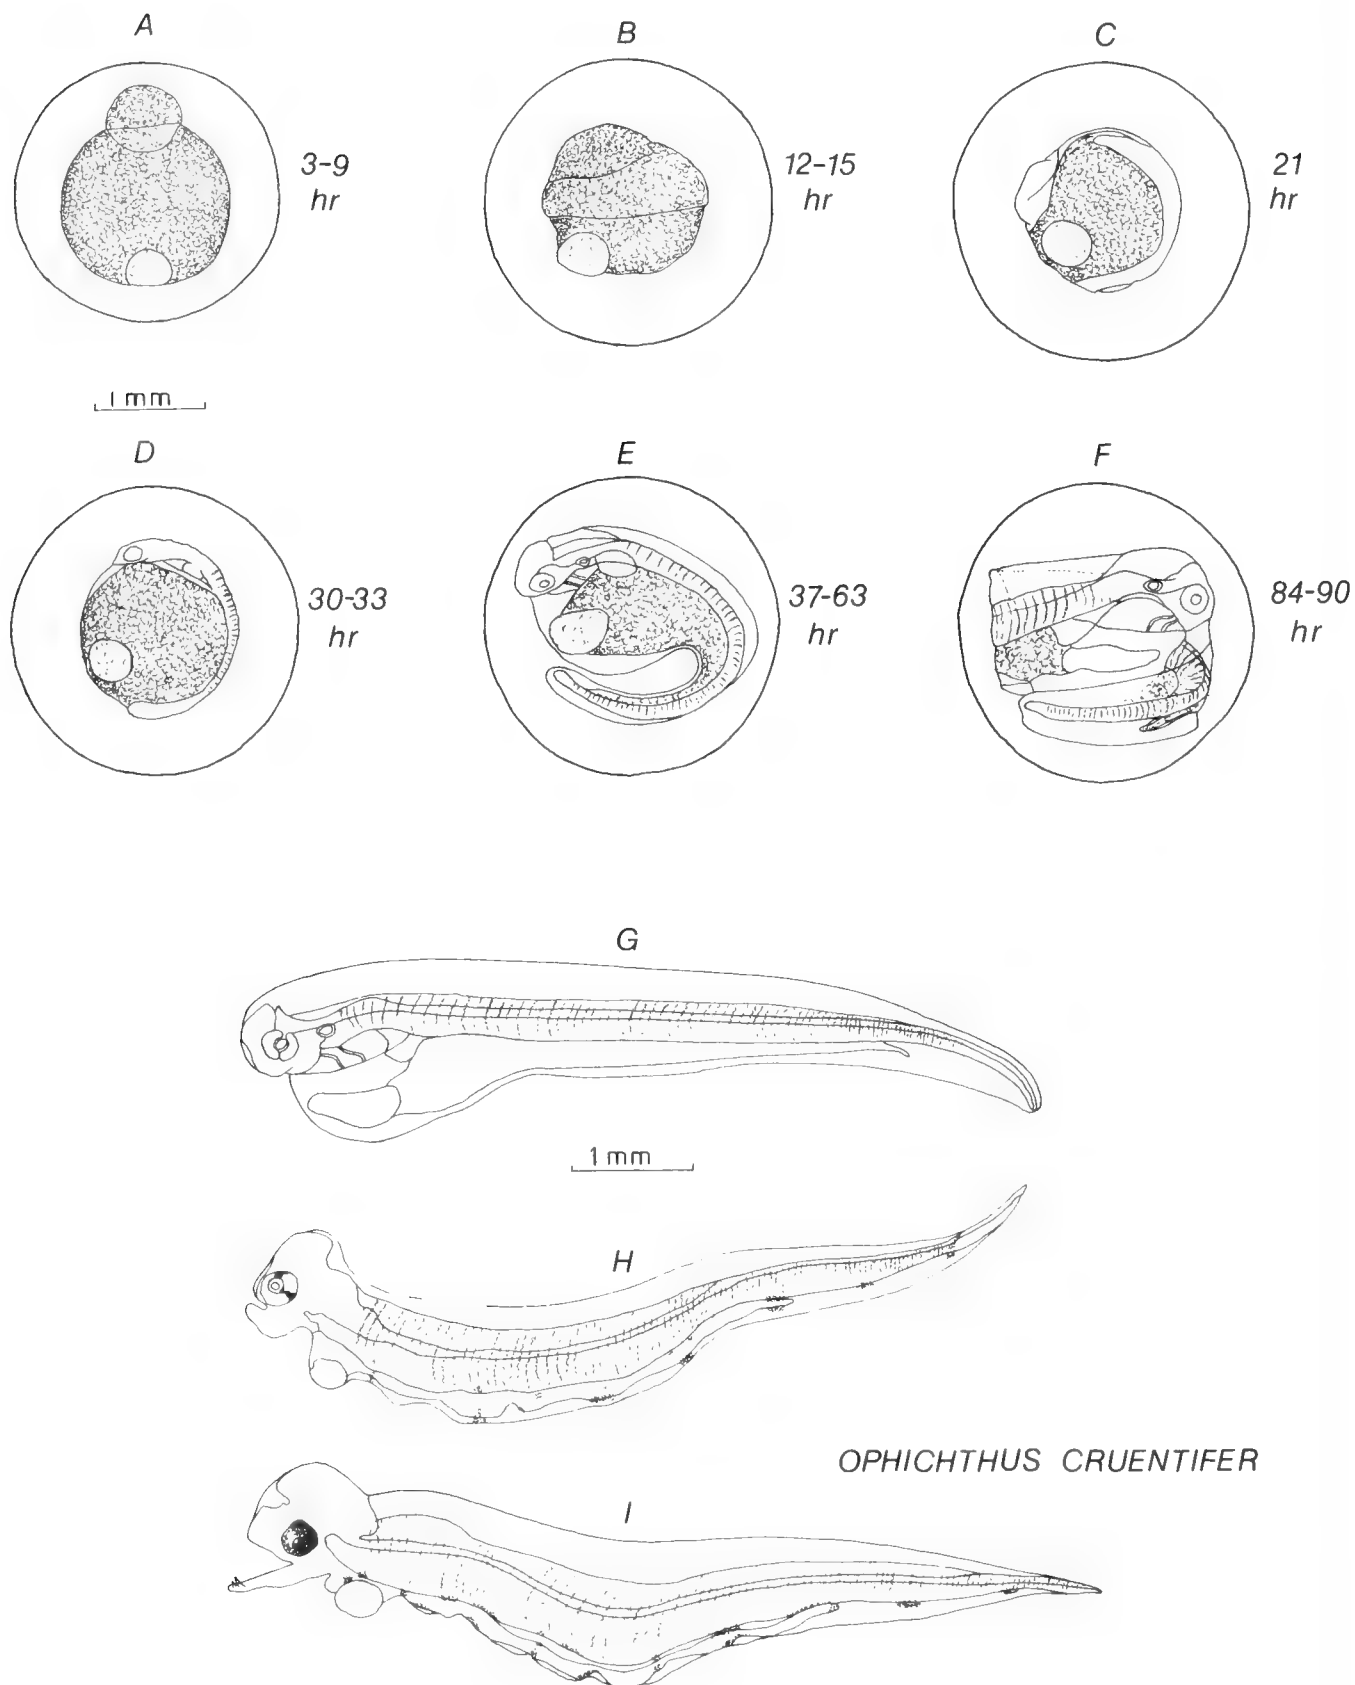 A
B
C
3-9
hr
12-15
hr
21
hr
1 mm
D
E
F
30-33
hr
37-63
hr
84-90
hr
G
1 mm
H
OPHICHTHUS CRUENTIFER
I